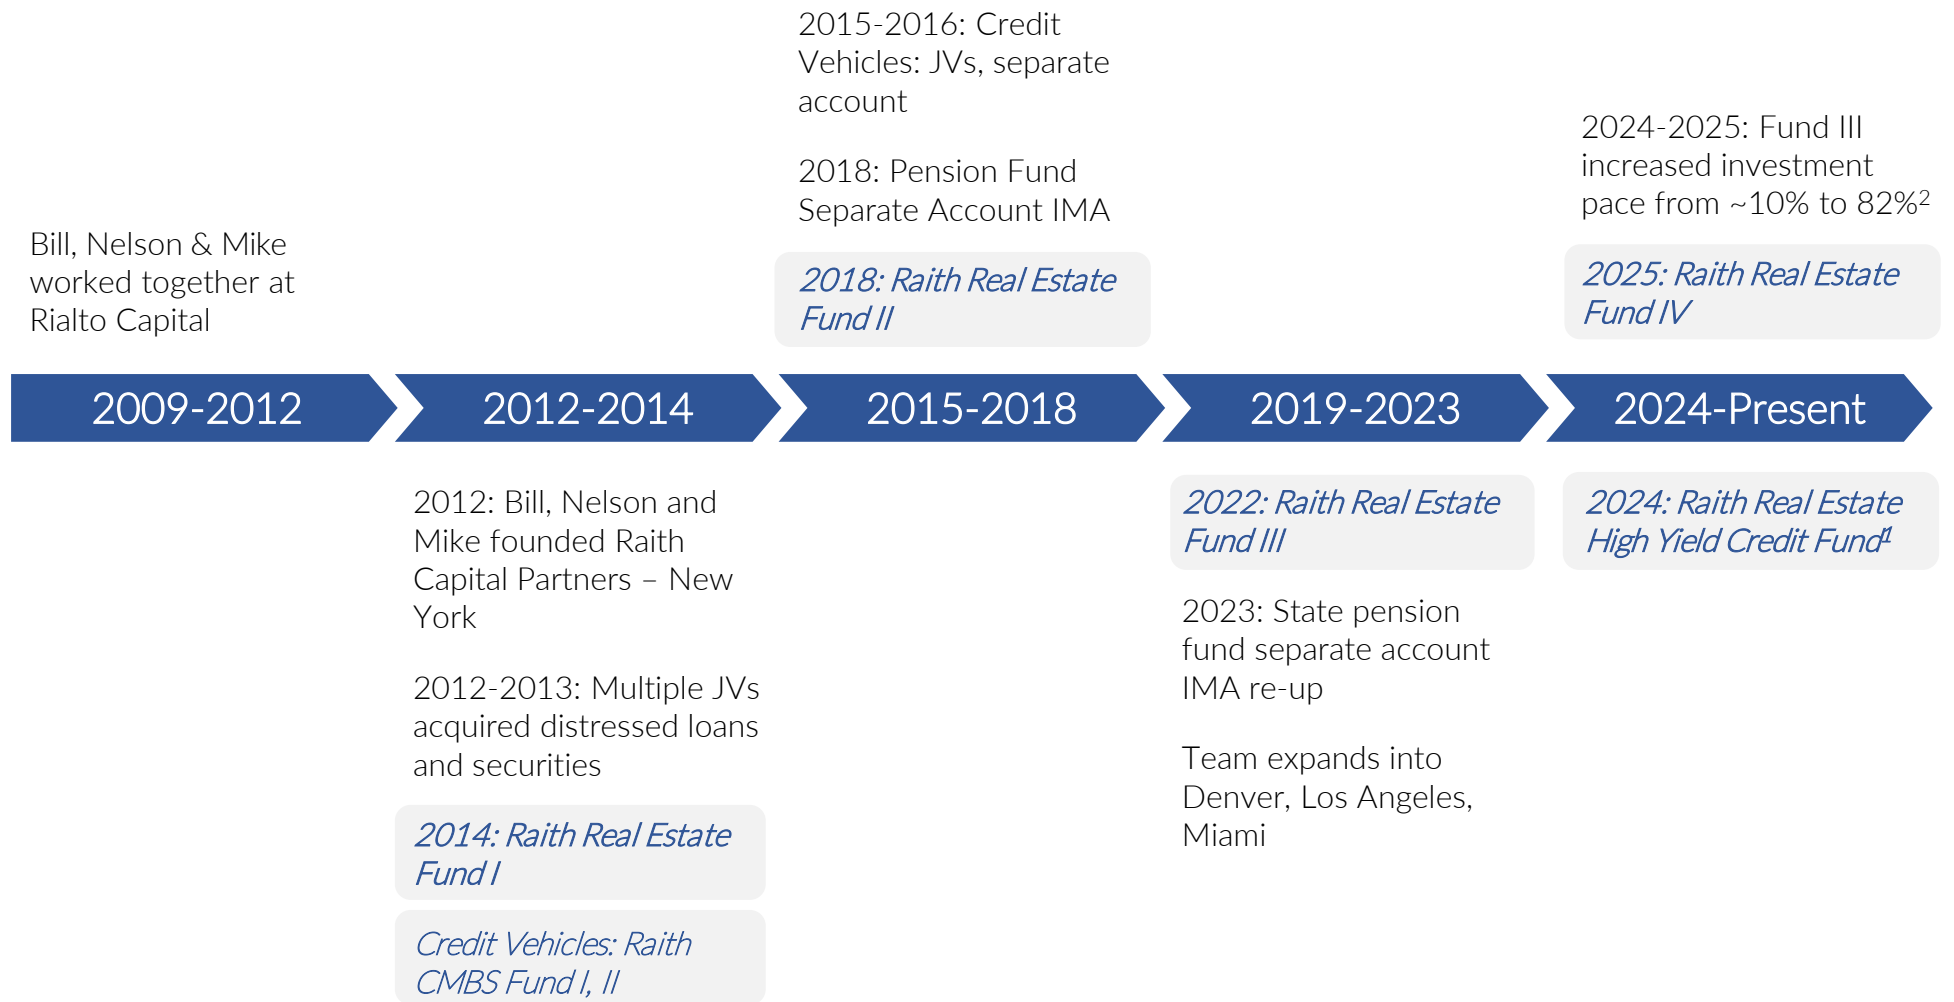 2015-2016: Credit
Vehicles: JVs, separate
account
2018: Pension Fund
Separate Account IMA
2018: Raith Real Estate
Fund II
2024-2025: Fund III
increased investment
pace from ~10% to 82%²
2025: Raith Real Estate
Fund IV
Bill, Nelson & Mike
worked together at
Rialto Capital
2009-2012
2012-2014
2015-2018
2019-2023
2024-Present
2012: Bill, Nelson and
Mike founded Raith
Capital Partners – New
York
2012-2013: Multiple JVs
acquired distressed loans
and securities
2014: Raith Real Estate
Fund I
Credit Vehicles: Raith
CMBS Fund I, II
2022: Raith Real Estate
Fund III
2023: State pension
fund separate account
IMA re-up
Team expands into
Denver, Los Angeles,
Miami
2024: Raith Real Estate
High Yield Credit Fund¹